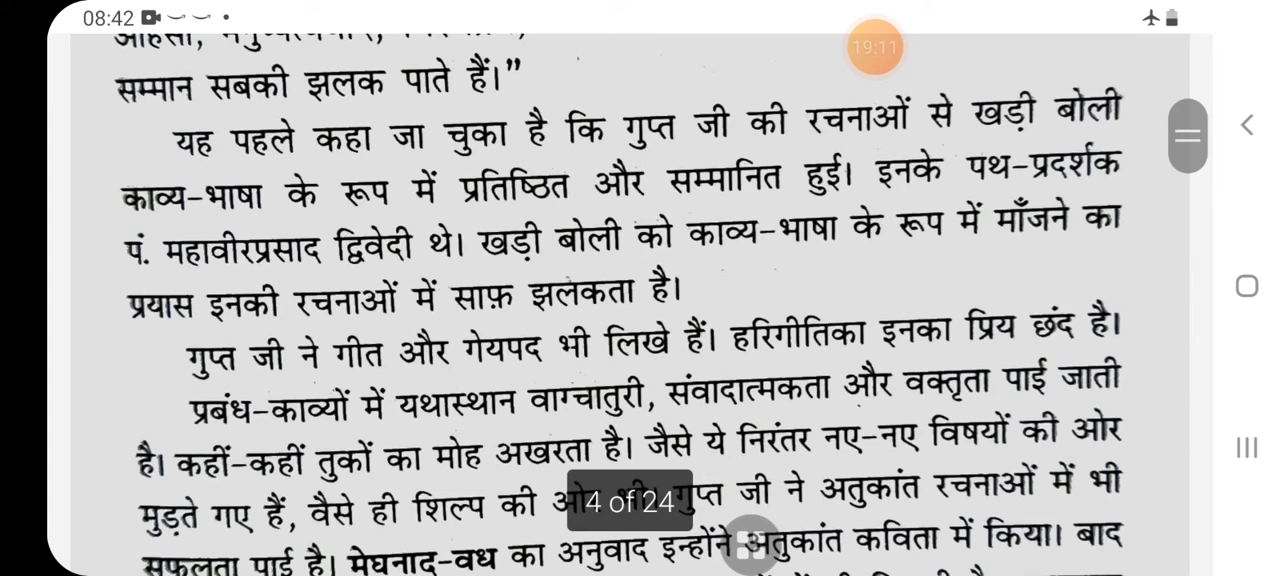 08:42
19:11
सम्मान सबकी झलक पाते हैं।”
यह पहले कहा जा चुका है कि गुप्त जी की रचनाओं से खड़ी बोली
काव्य-भाषा के रूप में प्रतिष्ठित और सम्मानित हुई। इनके पथ-प्रदर्शक
पं. महावीरप्रसाद द्विवेदी थे। खड़ी बोली को काव्य-भाषा के रूप में माँजने का
प्रयास इनकी रचनाओं में साफ़ झलकता है।
गुप्त जी ने गीत और गेयपद भी लिखे हैं। हरिगीतिका इनका प्रिय छंद है।
प्रबंध-काव्यों में यथास्थान वाग्चातुरी, संवादात्मकता और वक्तृता पाई जाती
है। कहीं-कहीं तुकों का मोह अखरता है। जैसे ये निरंतर नए-नए विषयों की ओर
मुड़ते गए हैं, वैसे ही शिल्प की गुप्त जी ने अतुकांत रचनाओं में भी
4 of 24
सफलता पाई है। मेघनाद-वध का अनुवाद इन्होंने अतुकांत कविता में किया। बाद